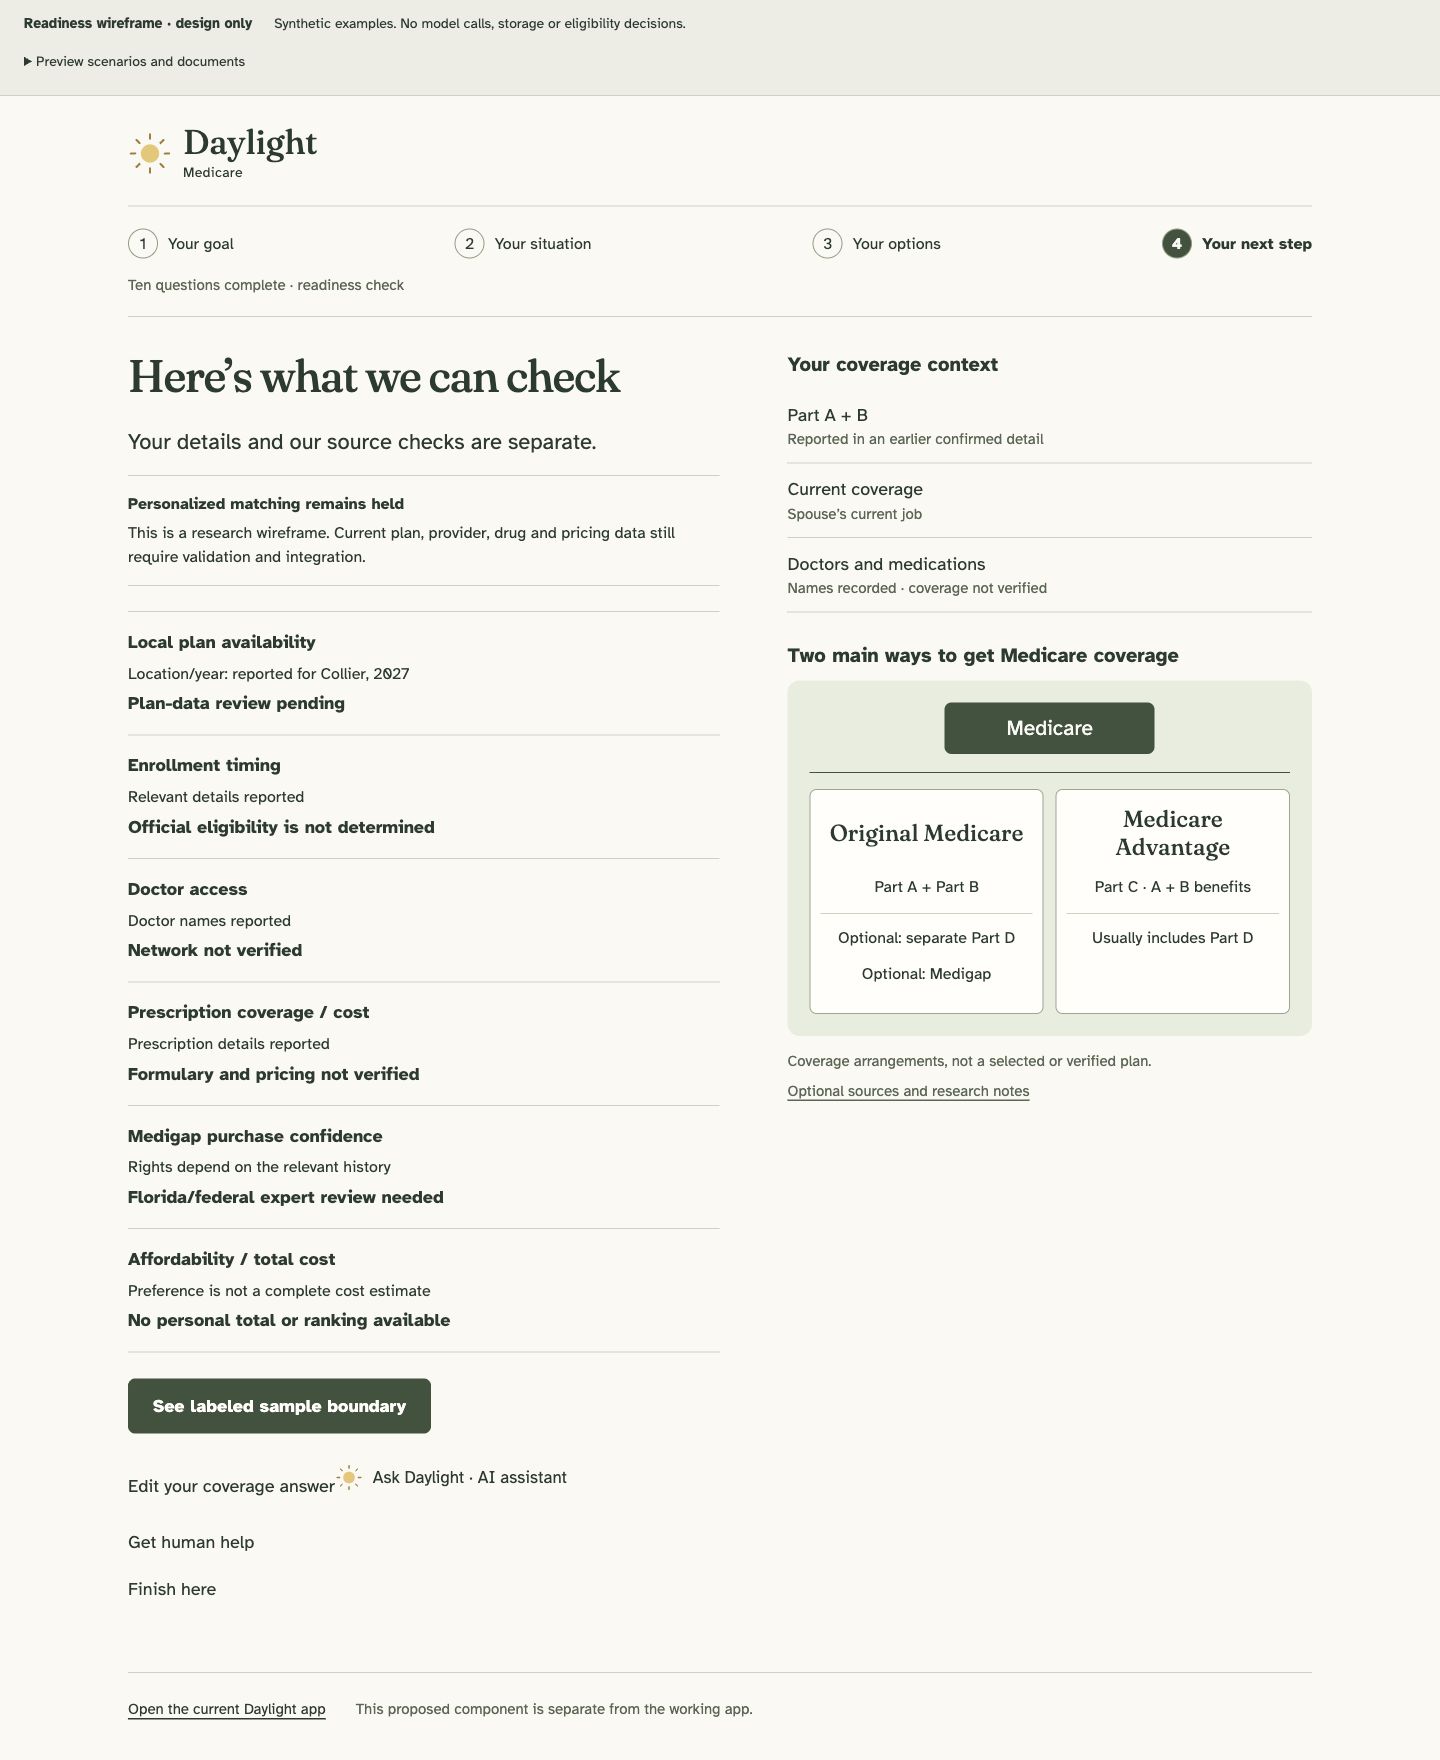 Readiness wireframe · design only Synthetic examples. No model calls, storage or eligibility decisions.
▶ Preview scenarios and documents
Daylight
Medicare
1 Your goal 2 Your situation 3 Your options 4 Your next step
Ten questions complete · readiness check
Here’s what we can check
Your details and our source checks are separate.
Personalized matching remains held
This is a research wireframe. Current plan, provider, drug and pricing data still
require validation and integration.
Local plan availability
Location/year: reported for Collier, 2027
Plan-data review pending
Enrollment timing
Relevant details reported
Official eligibility is not determined
Doctor access
Doctor names reported
Network not verified
Prescription coverage / cost
Prescription details reported
Formulary and pricing not verified
Medigap purchase confidence
Rights depend on the relevant history
Florida/federal expert review needed
Affordability / total cost
Preference is not a complete cost estimate
No personal total or ranking available
See labeled sample boundary
Edit your coverage answer Ask Daylight · AI assistant
Get human help
Finish here
Your coverage context
Part A + B
Reported in an earlier confirmed detail
Current coverage
Spouse’s current job
Doctors and medications
Names recorded · coverage not verified
Two main ways to get Medicare coverage
Medicare
Original Medicare
Part A + Part B
Optional: separate Part D
Optional: Medigap
Medicare
Advantage
Part C · A + B benefits
Usually includes Part D
Coverage arrangements, not a selected or verified plan.
Optional sources and research notes
Open the current Daylight app This proposed component is separate from the working app.